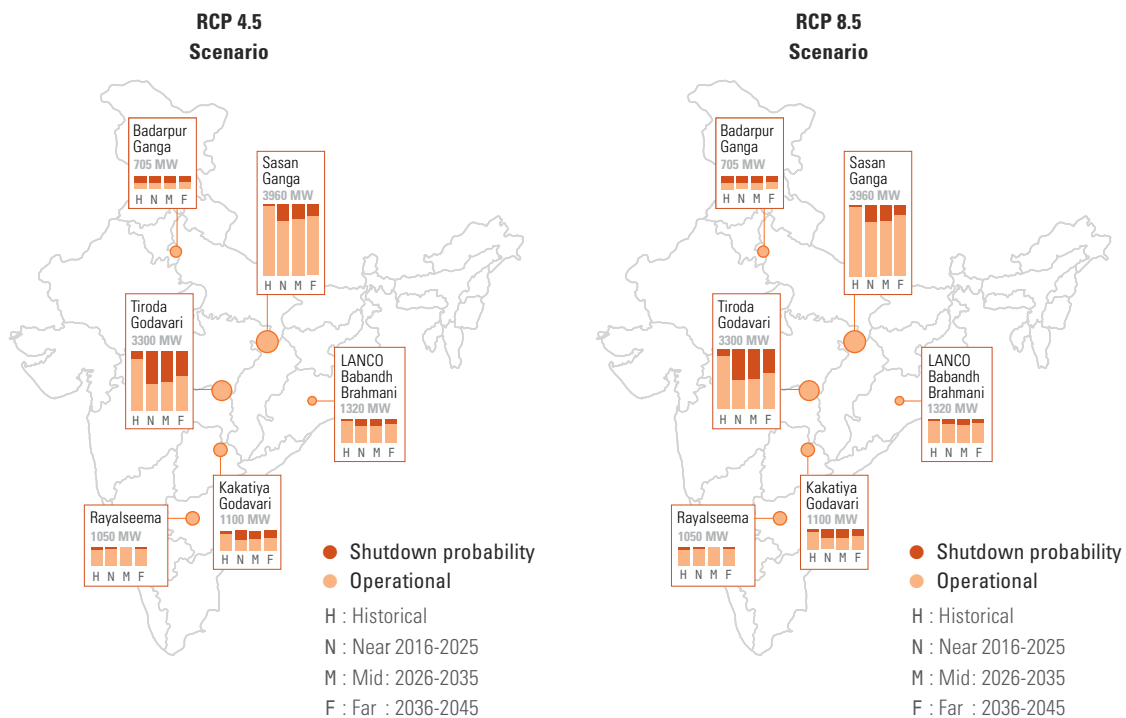 RCP 4.5
Scenario
Badarpur
Ganga
705 MW
H N M F
Sasan
Ganga
3960 MW
H N M F
Tiroda
Godavari
3300 MW
H N M F
LANCO
Babandh
Brahmani
1320 MW
H N M F
Kakatiya
Godavari
1100 MW
H N M F
Rayalseema
1050 MW
H N M F
Shutdown probability
Operational
H : Historical
N : Near 2016-2025
M : Mid: 2026-2035
F : Far : 2036-2045
RCP 8.5
Scenario
Badarpur
Ganga
705 MW
H N M F
Sasan
Ganga
3960 MW
H N M F
Tiroda
Godavari
3300 MW
H N M F
LANCO
Babandh
Brahmani
1320 MW
H N M F
Kakatiya
Godavari
1100 MW
H N M F
Rayalseema
1050 MW
H N M F
Shutdown probability
Operational
H : Historical
N : Near 2016-2025
M : Mid: 2026-2035
F : Far : 2036-2045